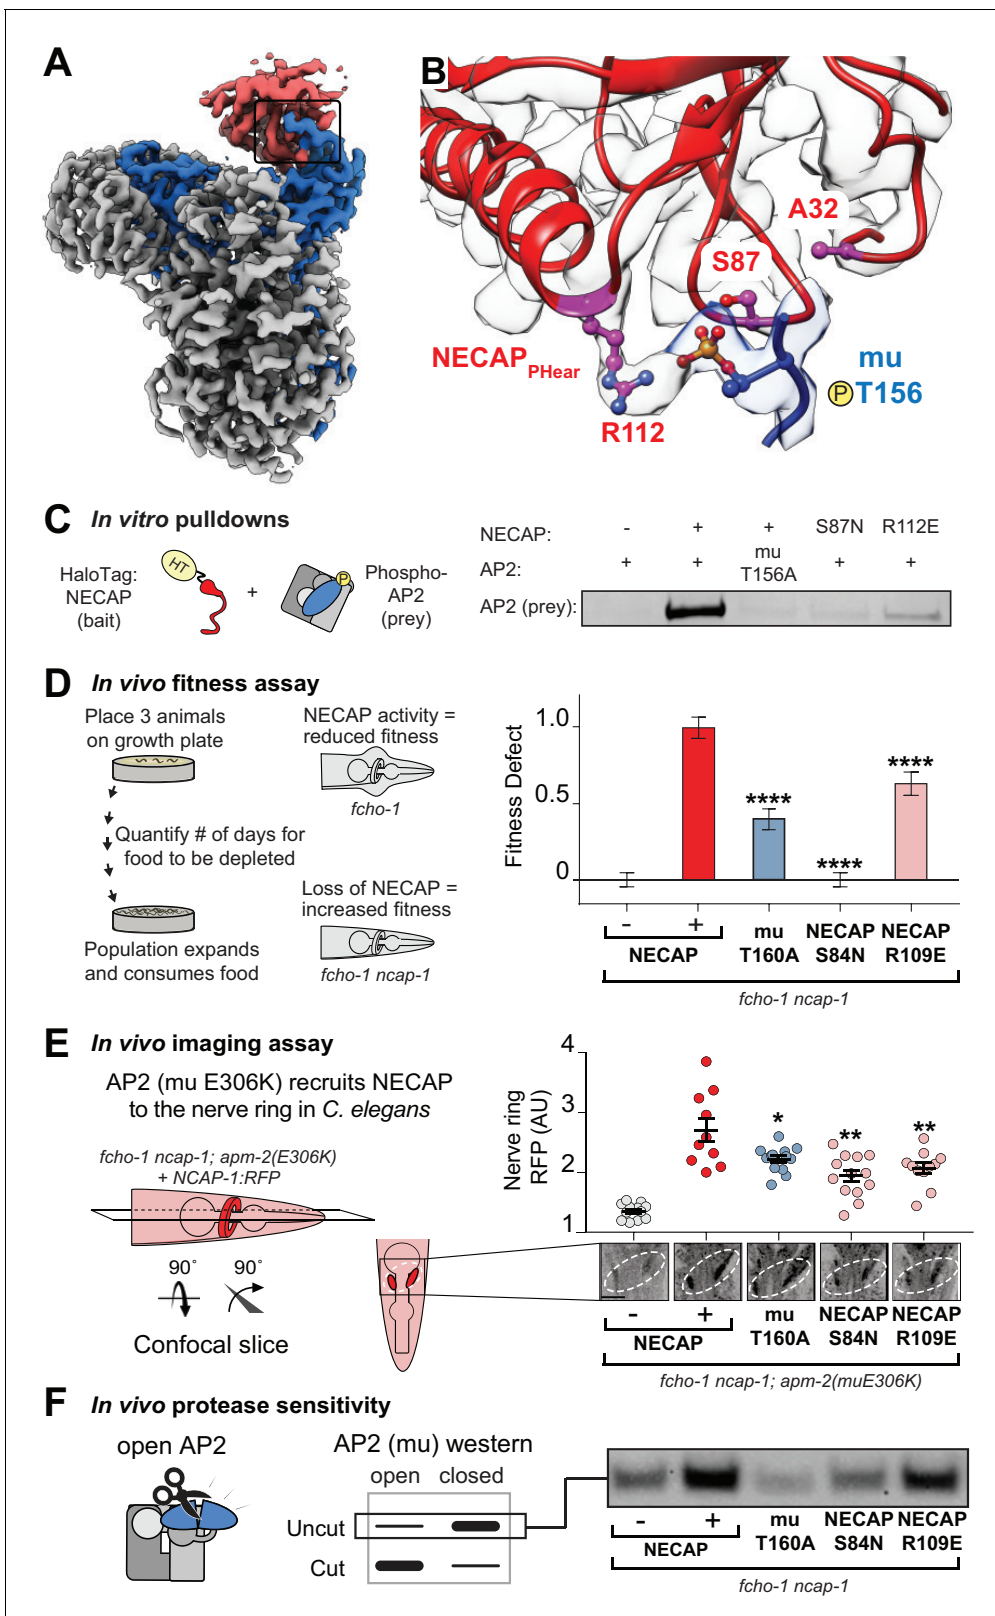 A
B
A32
S87
NECAP PHear
mu
P T156
R112
C In vitro pulldowns
HaloTag:
NECAP
(bait)
HT
+
P
Phospho-
AP2
(prey)
NECAP: - + + S87N R112E
AP2: + + mu T156A + +
AP2 (prey):
D In vivo fitness assay
Place 3 animals
on growth plate
Quantify # of days for
food to be depleted
Population expands
and consumes food
NECAP activity =
reduced fitness
fcho-1
Loss of NECAP =
increased fitness
fcho-1 ncap-1
Fitness Defect
1.0
0.5
0
****
****
****
- + mu T160A NECAP S84N NECAP R109E
NECAP
fcho-1 ncap-1
E In vivo imaging assay
AP2 (mu E306K) recruits NECAP
to the nerve ring in C. elegans
fcho-1 ncap-1; apm-2(E306K)
+ NCAP-1:RFP
90° 90°
Confocal slice
Nerve ring
RFP (AU)
4
3
2
1
* ** **
- + mu T160A NECAP S84N NECAP R109E
NECAP
fcho-1 ncap-1; apm-2(muE306K)
F In vivo protease sensitivity
open AP2
AP2 (mu) western
open closed
Uncut
Cut
- + mu T160A NECAP S84N NECAP R109E
NECAP
fcho-1 ncap-1